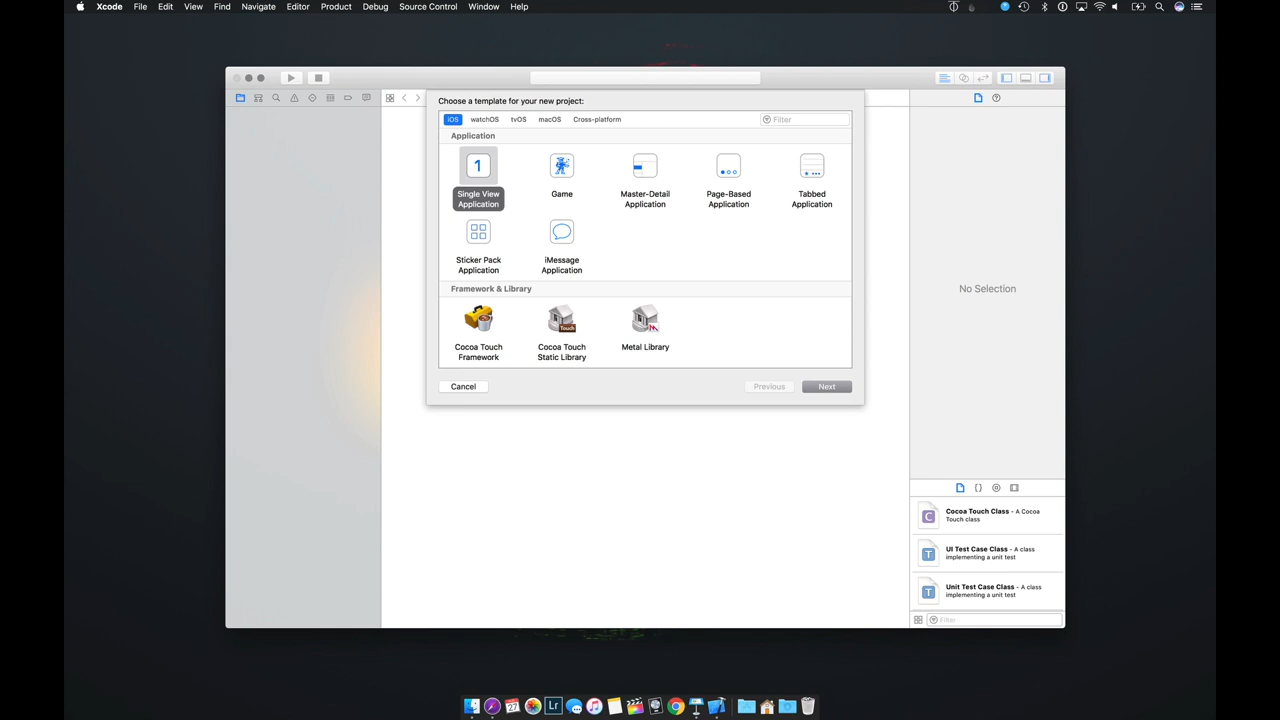 Xcode File Edit View Find Navigate Editor Product Debug Source Control Window Help
Choose a template for your new project:
iOS watchOS tvOS macOS Cross-platform Filter
Application
1
Single View Application
Game
Master-Detail Application
Page-Based Application
Tabbed Application
Sticker Pack Application
iMessage Application
Framework & Library
Touch
Cocoa Touch Framework
Cocoa Touch Static Library
Metal Library
Cancel Previous Next
No Selection
{}
C
Cocoa Touch Class - A Cocoa
Touch class
T
UI Test Case Class - A class
implementing a unit test
T
Unit Test Case Class - A class
implementing a unit test
Filter
27
Lr